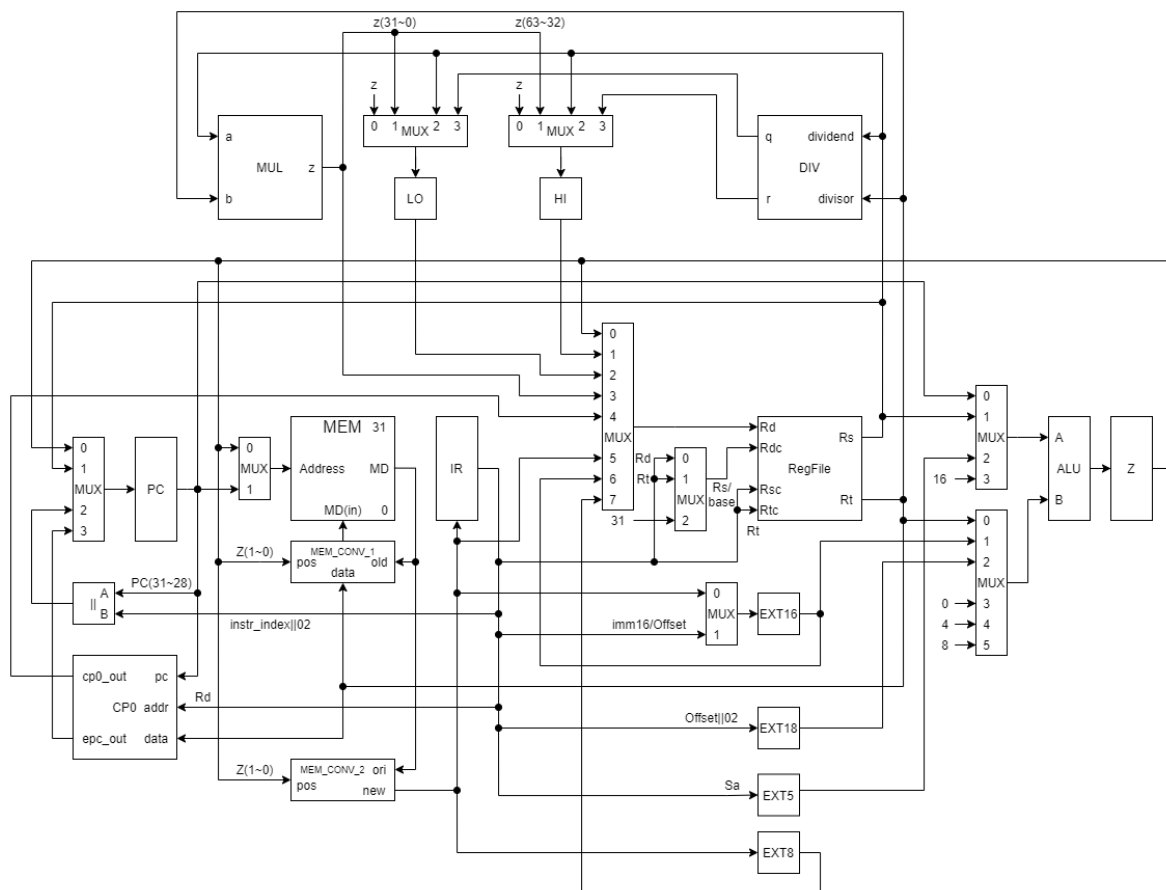 z(31~0)
z(63~32)
z
z
0 1 MUX 2 3
0 1 MUX 2 3
a
MUL z
b
q dividend
DIV
r divisor
LO
HI
0
1
2
3
4
MUX
5
6
7
0
1
MUX
2
3
PC
0
MUX
1
MEM 31
Address MD
MD(in) 0
IR
Rd
Rt
0
1
MUX
2
31
Rs/
base
Rd
Rdc
Rs
RegFile
Rsc
Rtc
Rt
Rt
0
1
MUX
2
3
16
A
ALU
B
Z
0
1
2
MUX
3
4
5
0
4
8
Z(1~0)
MEM_CONV_1
pos old
data
PC(31~28)
A
||
B
instr_index||02
0
MUX
1
imm16/Offset
EXT16
cp0_out pc
CP0 addr
epc_out data
Rd
Offset||02
EXT18
Z(1~0)
MEM_CONV_2 ori
pos
new
Sa
EXT5
EXT8